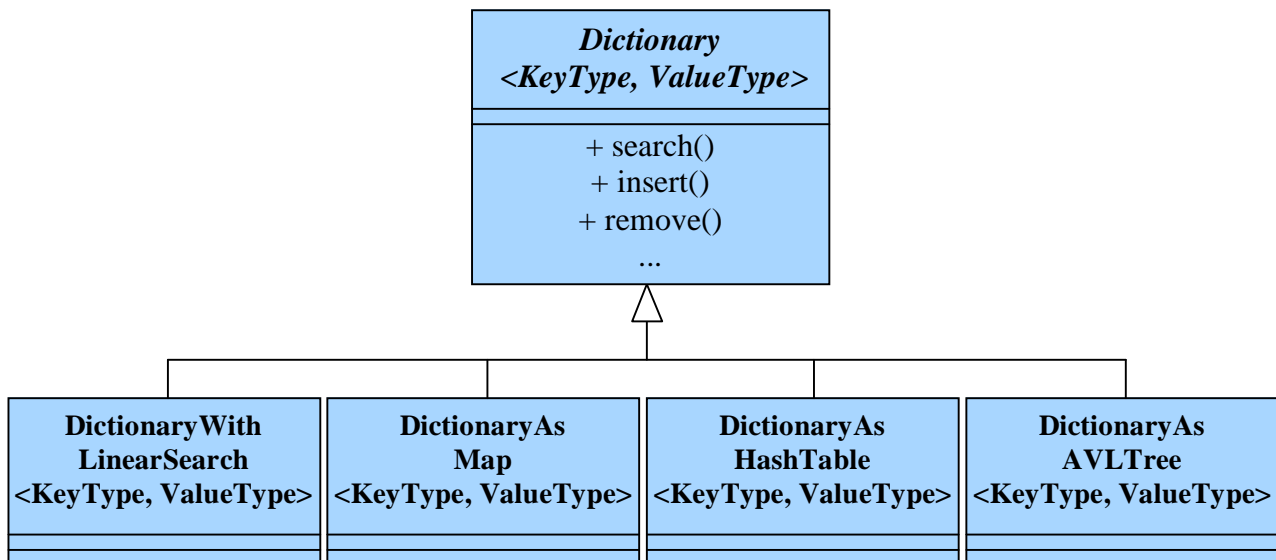 Dictionary
<KeyType, ValueType>
+ search()
+ insert()
+ remove()
...
DictionaryWith
LinearSearch
<KeyType, ValueType>
DictionaryAs
Map
<KeyType, ValueType>
DictionaryAs
HashTable
<KeyType, ValueType>
DictionaryAs
AVLTree
<KeyType, ValueType>